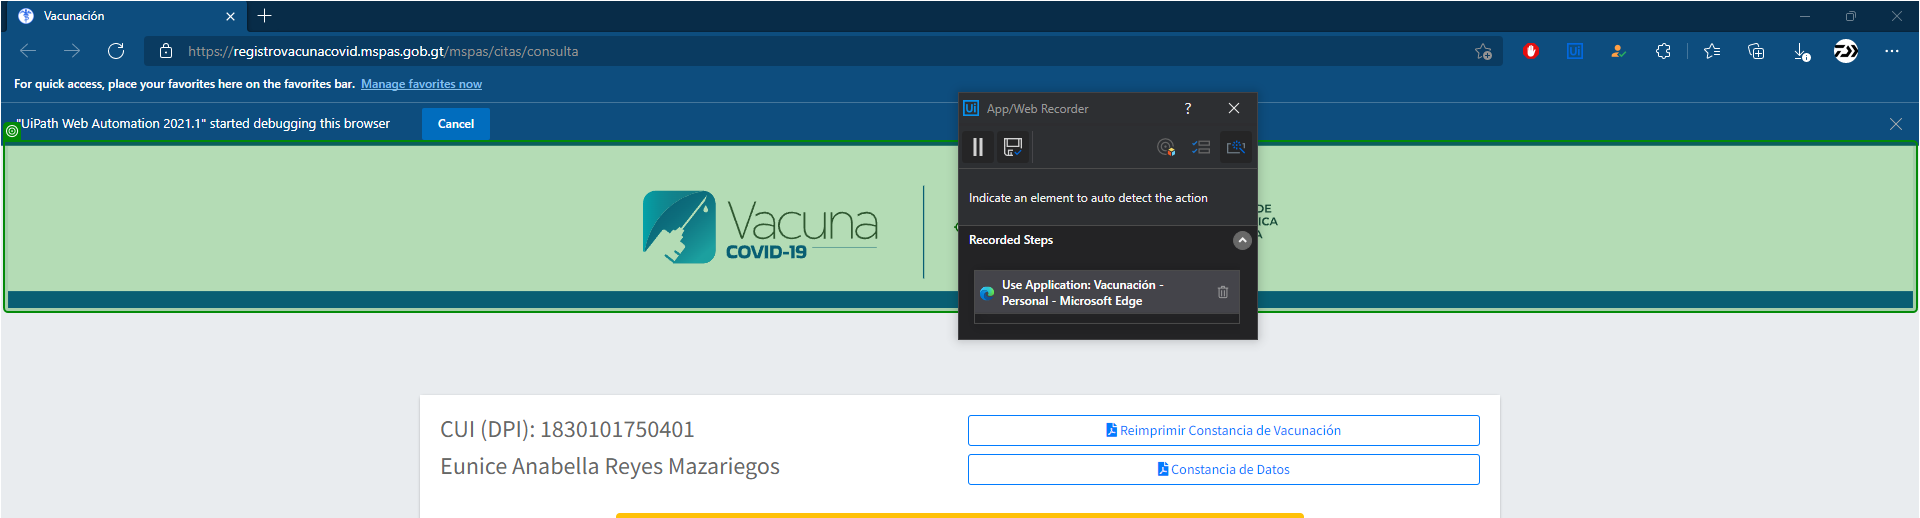 Vacunación
https://registrovacunacovid.mspas.gob.gt/mspas/citas/consulta
For quick access, place your favorites here on the favorites bar. Manage favorites now
"UiPath Web Automation 2021.1" started debugging this browser Cancel
Ui App/Web Recorder ?
Indicate an element to auto detect the action
Recorded Steps
Use Application: Vacunación -
Personal - Microsoft Edge
Vacuna
COVID-19
DE
ICA
A
CUI (DPI): 1830101750401
Eunice Anabella Reyes Mazariegos
Reimprimir Constancia de Vacunación
Constancia de Datos